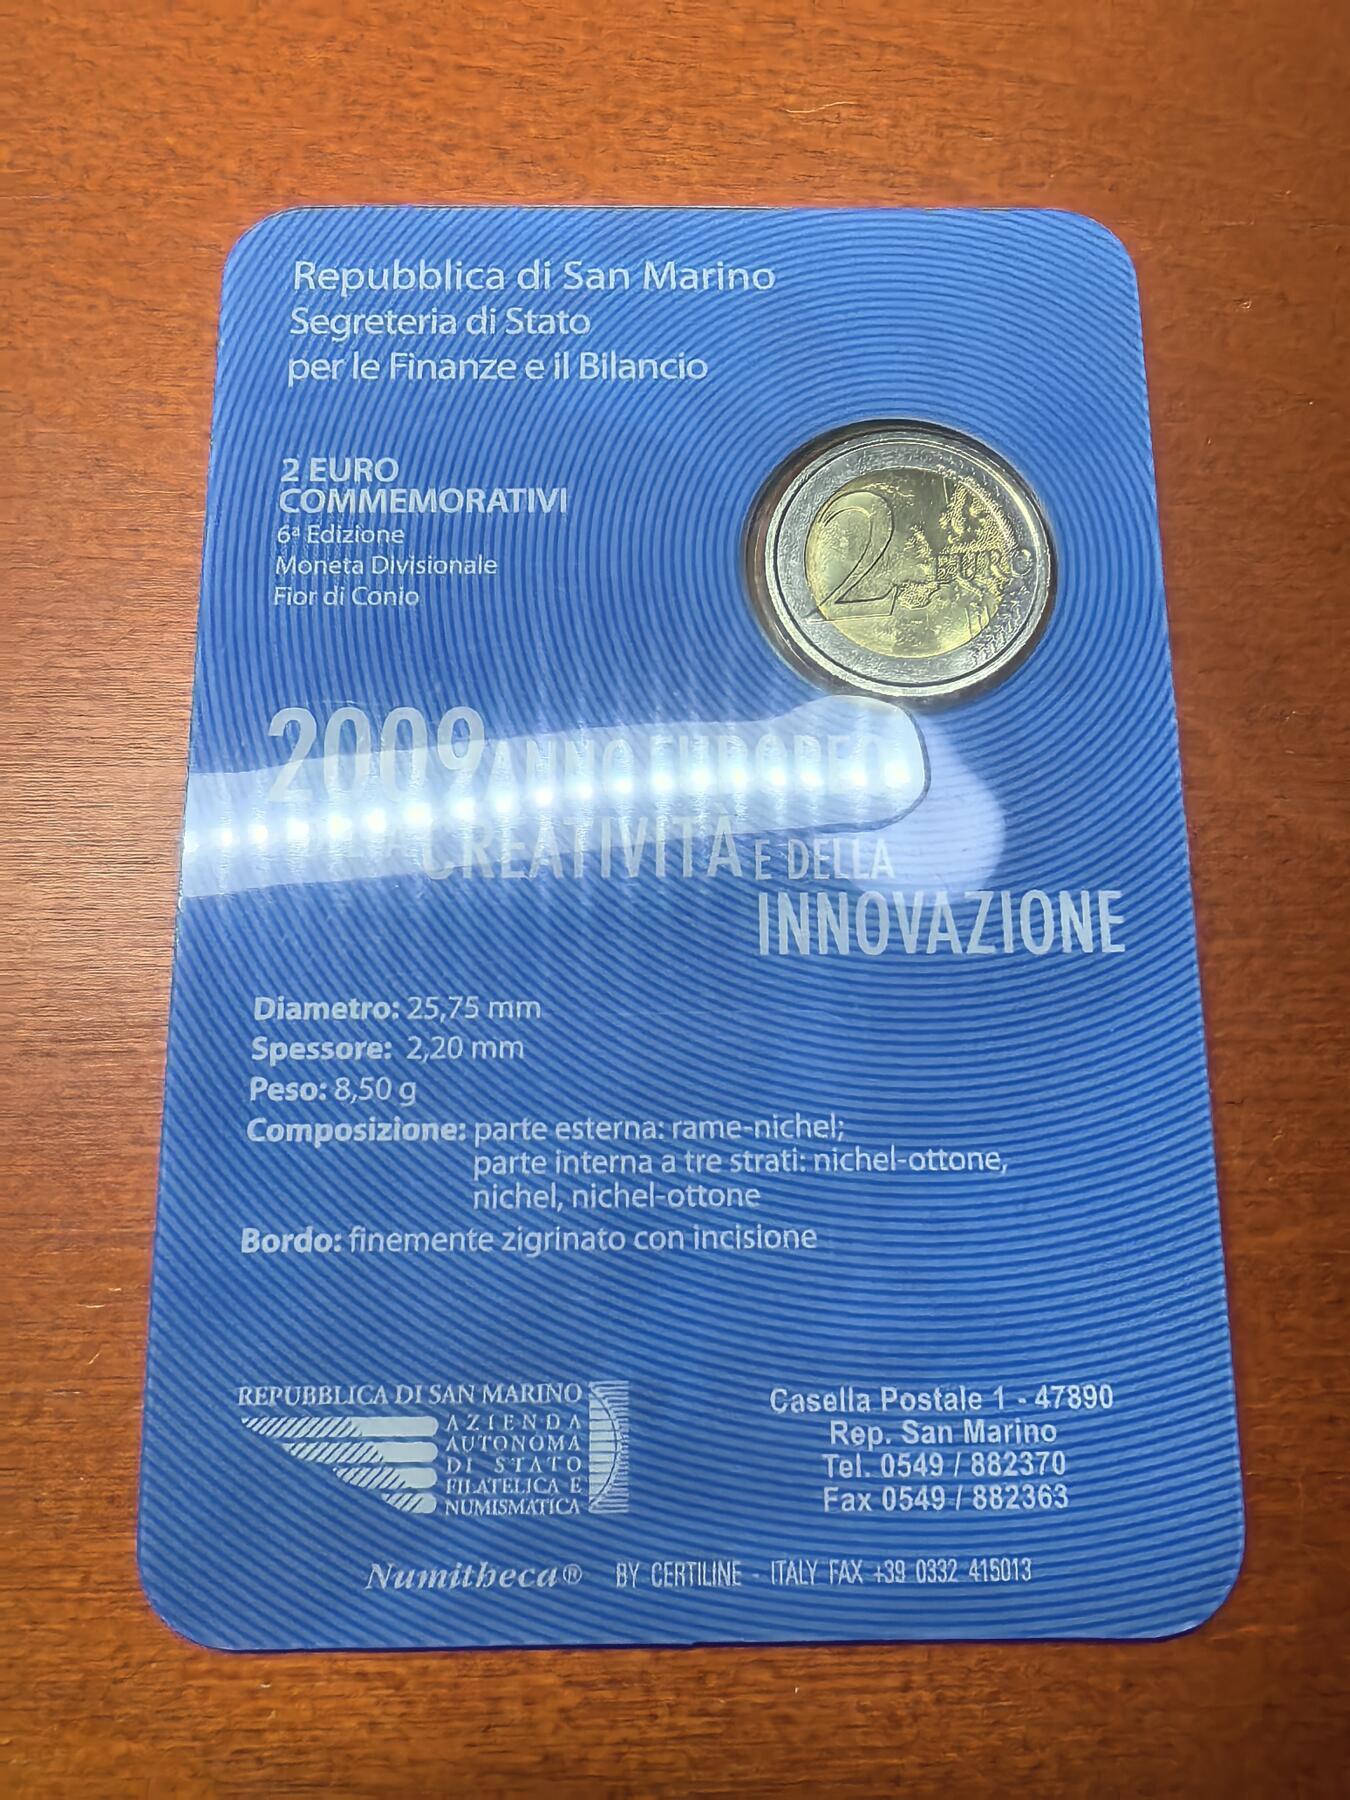 Repubblica di San Marino
Segreteria di Stato
per le Finanze e il Bilancio
2 EURO
COMMEMORATIVI
6ª Edizione
Moneta Divisionale
Fior di Conio
2
2009 ANNO EUROPEO
CREATIVITÀ E DELLA
INNOVAZIONE
Diametro: 25,75 mm
Spessore: 2,20 mm
Peso: 8,50 g
Composizione: parte esterna: rame-nichel;
parte interna a tre strati: nichel-ottone,
nichel, nichel-ottone
Bordo: finemente zigrinato con incisione
REPUBBLICA DI SAN MARINO
AZIENDA
AUTONOMA
DI STATO
FILATELICA E
NUMISMATICA
Casella Postale 1 - 47890
Rep. San Marino
Tel. 0549 / 882370
Fax 0549 / 882363
Numitheca® BY CERTILINE - ITALY FAX +39 0332 415013